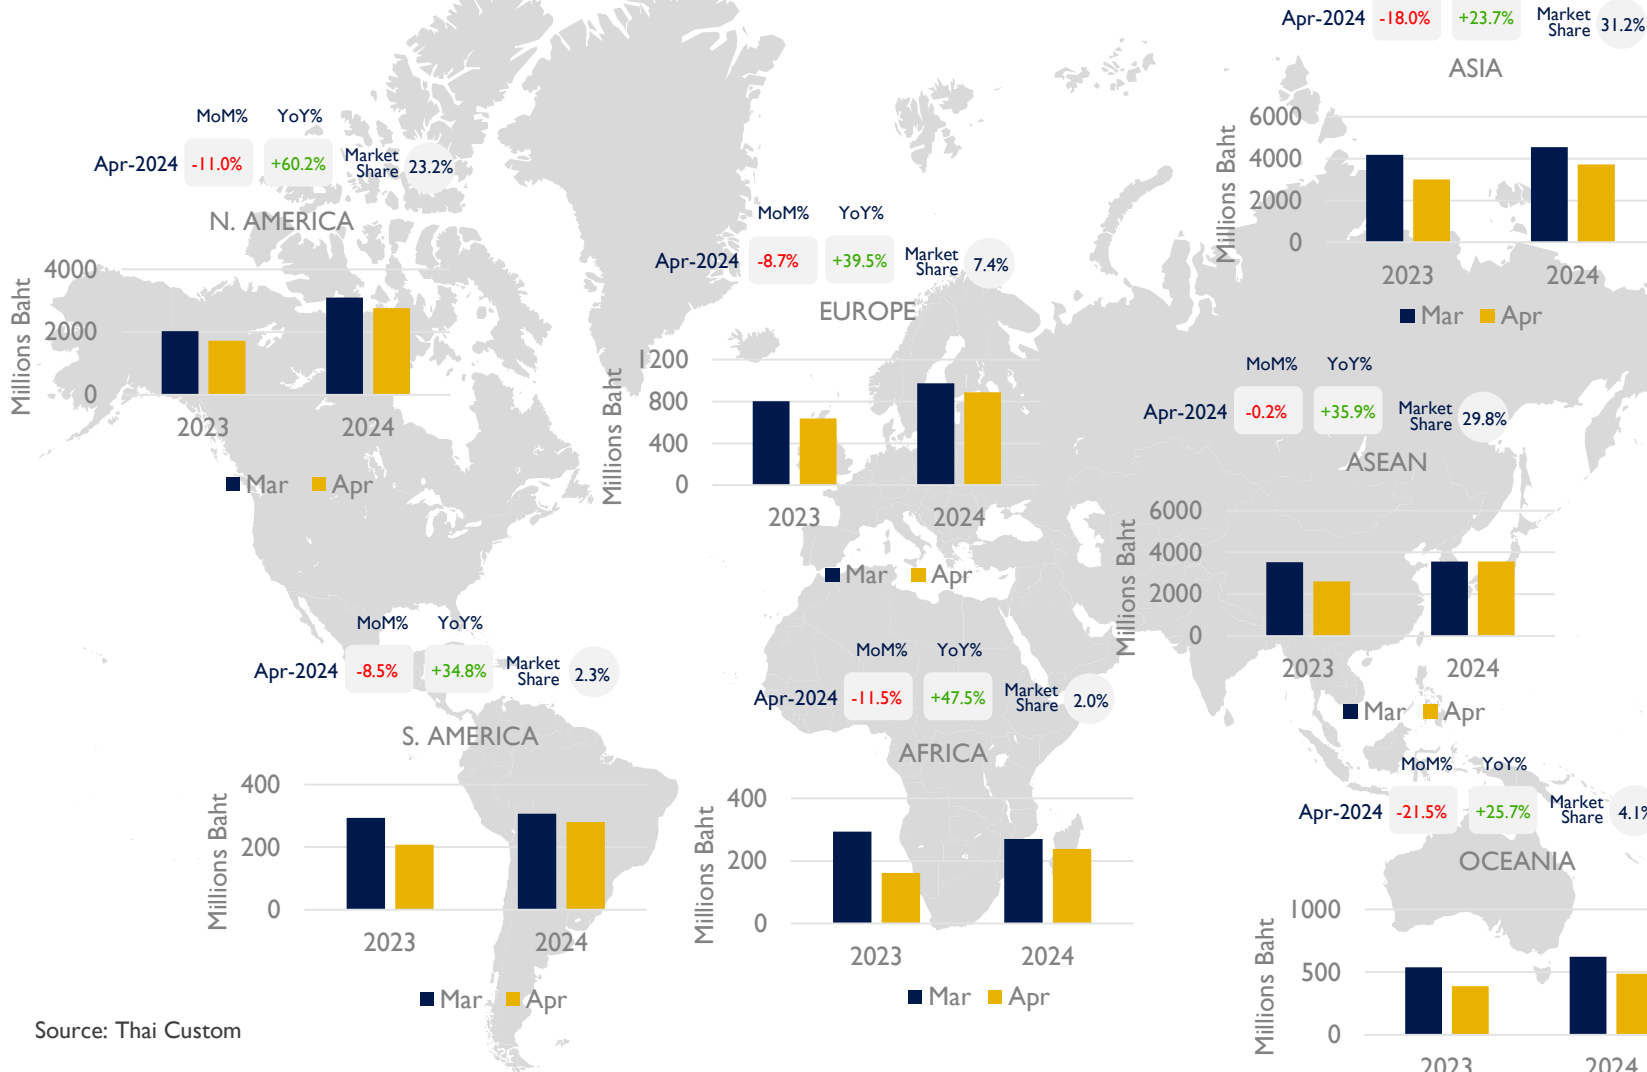 Apr-2024 -18.0% +23.7% Market Share 31.2%
ASIA
6000
4000
2000
0
Millions Baht
2023 2024
Mar Apr
MoM% YoY%
Apr-2024 -11.0% +60.2% Market Share 23.2%
N. AMERICA
4000
2000
0
Millions Baht
2023 2024
Mar Apr
MoM% YoY%
Apr-2024 -8.7% +39.5% Market Share 7.4%
EUROPE
1200
800
400
0
Millions Baht
2023 2024
Mar Apr
MoM% YoY%
Apr-2024 -0.2% +35.9% Market Share 29.8%
ASEAN
6000
4000
2000
0
Millions Baht
2023 2024
Mar Apr
MoM% YoY%
Apr-2024 -8.5% +34.8% Market Share 2.3%
S. AMERICA
400
200
0
Millions Baht
2023 2024
Mar Apr
MoM% YoY%
Apr-2024 -11.5% +47.5% Market Share 2.0%
AFRICA
400
200
0
Millions Baht
2023 2024
Mar Apr
MoM% YoY%
Apr-2024 -21.5% +25.7% Market Share 4.1%
OCEANIA
1000
500
0
Millions Baht
2023 2024
Source: Thai Custom